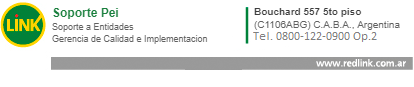 LINK
Soporte Pei
Soporte a Entidades
Gerencia de Calidad e Implementacion
Bouchard 557 5to piso
(C1106ABG) C.A.B.A., Argentina
Tel. 0800-122-0900 Op.2
www.redlink.com.ar